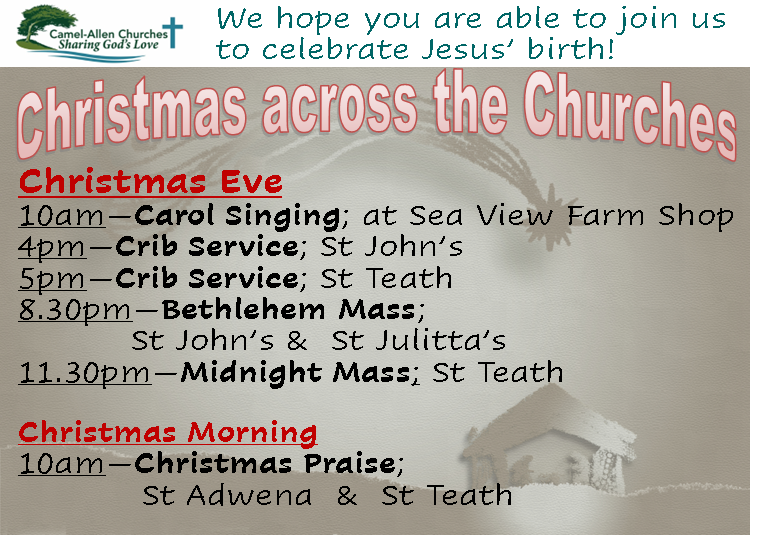 Camel-Allen Churches
Sharing God's Love
We hope you are able to join us
to celebrate Jesus' birth!
Christmas across the Churches
Christmas Eve
10am—Carol Singing; at Sea View Farm Shop
4pm—Crib Service; St John's
5pm—Crib Service; St Teath
8.30pm—Bethlehem Mass;
St John's & St Julitta's
11.30pm—Midnight Mass; St Teath
Christmas Morning
10am—Christmas Praise;
St Adwena & St Teath